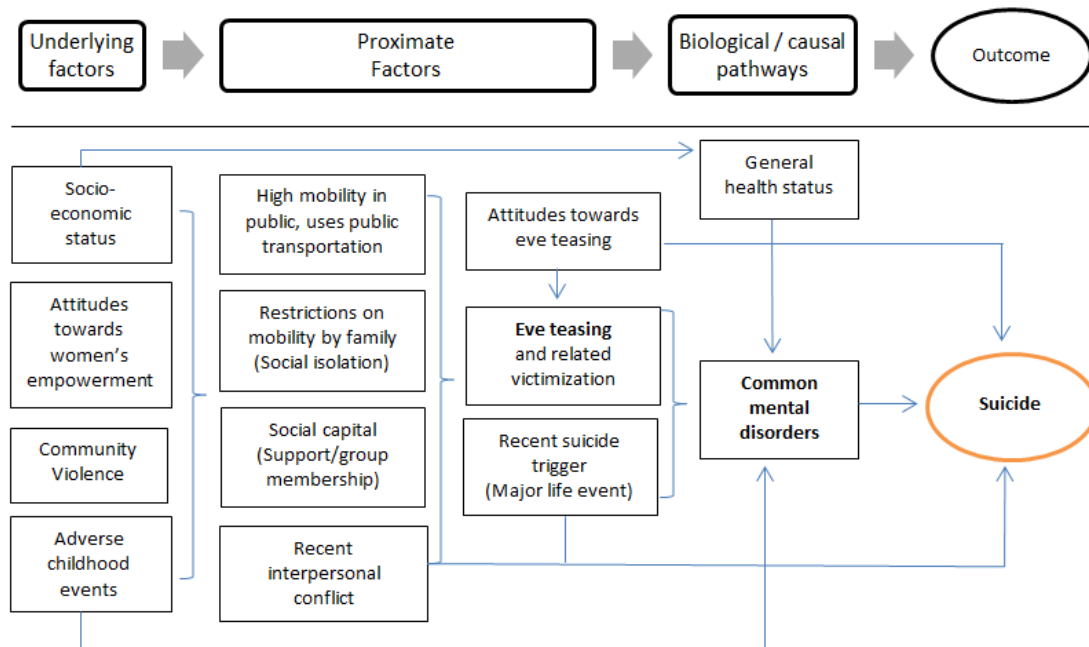 Underlying
factors
Proximate
Factors
Biological / causal
pathways
Outcome
Socio-
economic
status
Attitudes
towards
women's
empowerment
Community
Violence
Adverse
childhood
events
High mobility in
public, uses public
transportation
Restrictions on
mobility by family
(Social isolation)
Social capital
(Support/group
membership)
Recent
interpersonal
conflict
Attitudes towards
eve teasing
Eve teasing
and related
victimization
Recent suicide
trigger
(Major life event)
General
health status
Common
mental
disorders
Suicide